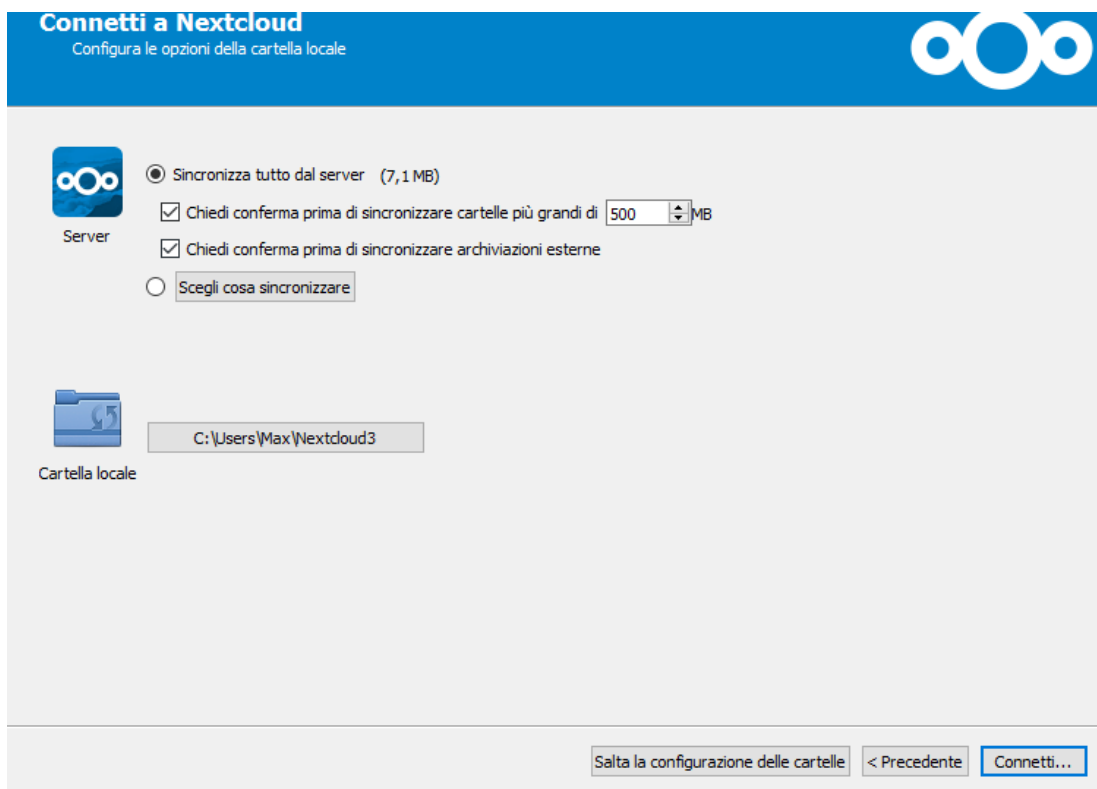 Connetti a Nextcloud
Configura le opzioni della cartella locale
Sincronizza tutto dal server (7,1 MB)
Chiedi conferma prima di sincronizzare cartelle più grandi di 500 MB
Server
Chiedi conferma prima di sincronizzare archiviazioni esterne
Scegli cosa sincronizzare
C:\Users\Max\Nextcloud3
Cartella locale
Salta la configurazione delle cartelle < Precedente Connetti...